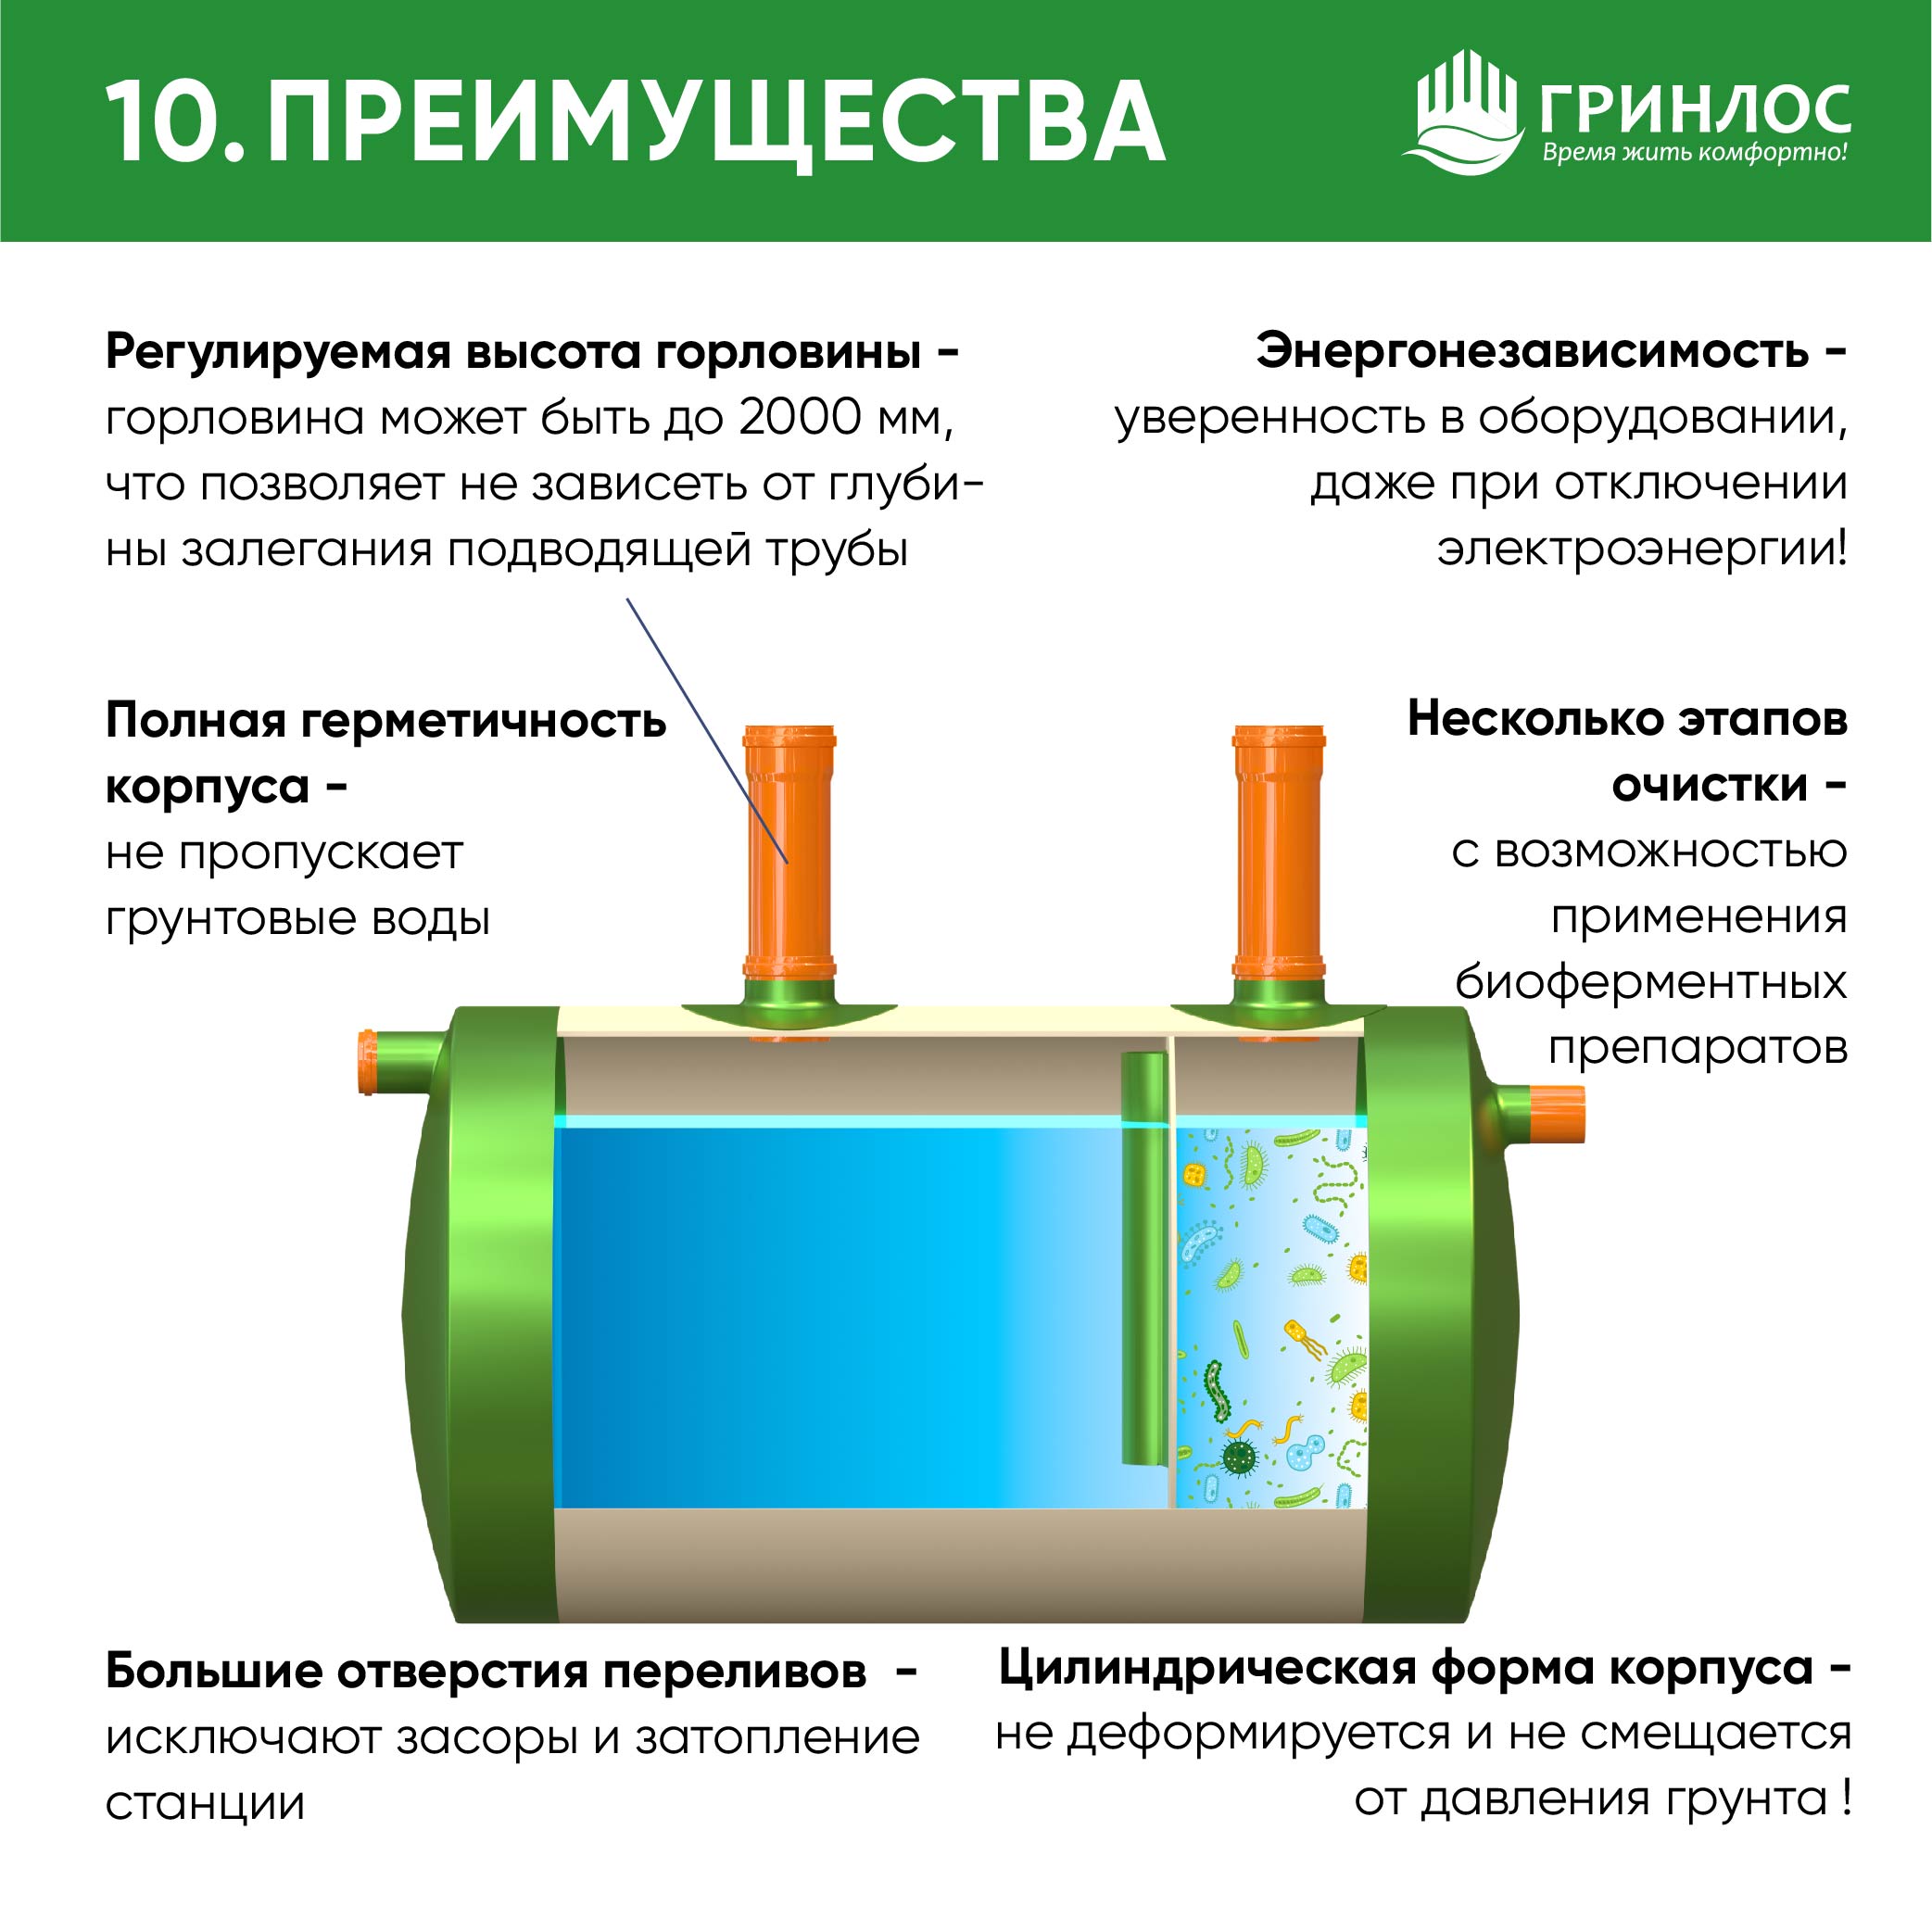 10. ПРЕИМУЩЕСТВА
ГРИНЛОС
Время жить комфортно!
Регулируемая высота горловины -
горловина может быть до 2000 мм,
что позволяет не зависеть от глуби-
ны залегания подводящей трубы
Энергонезависимость -
уверенность в оборудовании,
даже при отключении
электроэнергии!
Полная герметичность
корпуса -
не пропускает
грунтовые воды
Несколько этапов
очистки -
с возможностью
применения
биоферментных
препаратов
Большие отверстия переливов -
исключают засоры и затопление
станции
Цилиндрическая форма корпуса -
не деформируется и не смещается
от давления грунта !